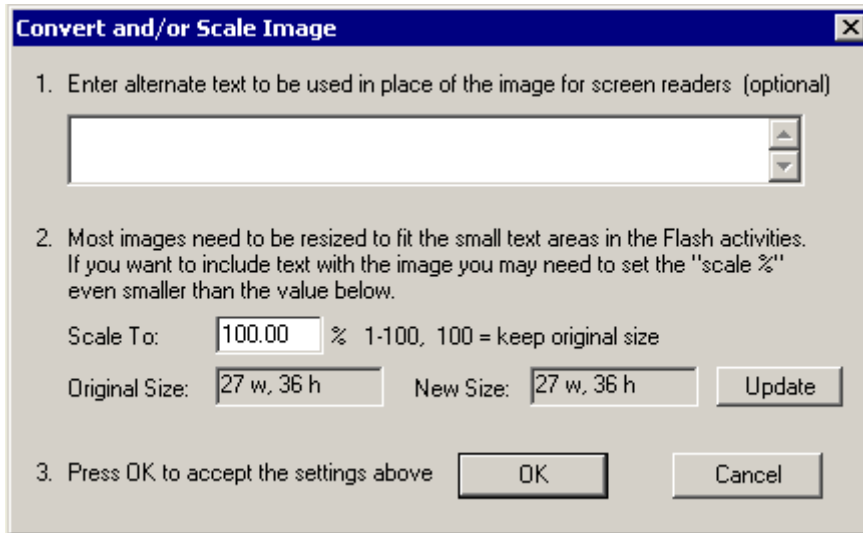 Convert and/or Scale Image
1. Enter alternate text to be used in place of the image for screen readers (optional)
2. Most images need to be resized to fit the small text areas in the Flash activities.
If you want to include text with the image you may need to set the "scale %"
even smaller than the value below.
Scale To: 100.00 % 1-100, 100 = keep original size
Original Size: 27 w, 36 h New Size: 27 w, 36 h Update
3. Press OK to accept the settings above OK Cancel